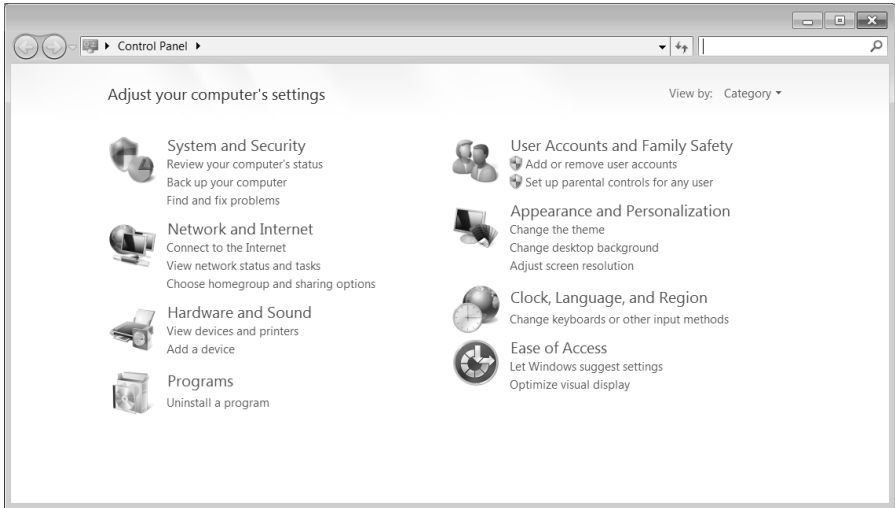 Control Panel
Adjust your computer's settings
View by: Category
System and Security
Review your computer's status
Back up your computer
Find and fix problems
Network and Internet
Connect to the Internet
View network status and tasks
Choose homegroup and sharing options
Hardware and Sound
View devices and printers
Add a device
Programs
Uninstall a program
User Accounts and Family Safety
Add or remove user accounts
Set up parental controls for any user
Appearance and Personalization
Change the theme
Change desktop background
Adjust screen resolution
Clock, Language, and Region
Change keyboards or other input methods
Ease of Access
Let Windows suggest settings
Optimize visual display